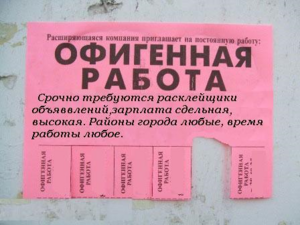 Расширяющаяся компания приглашает на постоянную работу:
ОФИГЕННАЯ
РАБОТА
Срочно требуются расклейщики
объяввлений,зарплата сдельная,
высокая. Районы города любые, время
работы любое.
ОФИГЕННАЯ
РАБОТА
ОФИГЕННАЯ
РАБОТА
ОФИГЕННАЯ
РАБОТА
ОФИГЕННАЯ
РАБОТА
ОФИГЕННАЯ
РАБОТА